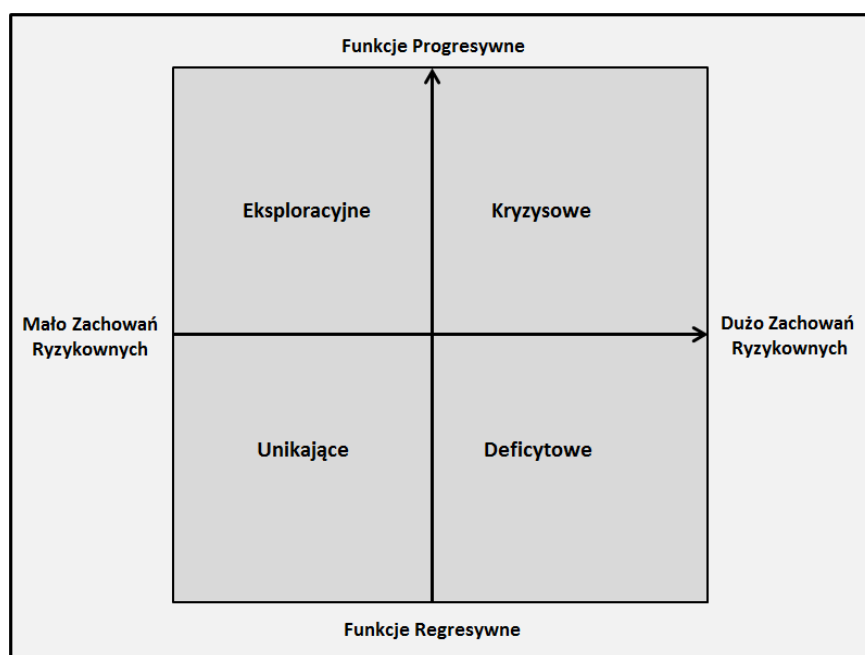 Funkcje Progresywne
Eksploracyjne
Kryzysowe
Mało Zachowań
Ryzykownych
Dużo Zachowań
Ryzykownych
Unikające
Deficytowe
Funkcje Regresywne